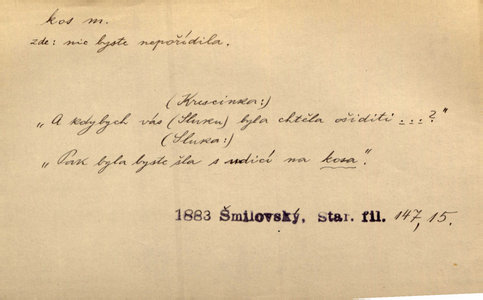 kos m.
zde: nic byste nepořídila.
(Krescinka:)
„A kdybych vás (Sluku) byla chtěla ošiditi ...?"
(Sluka:)
„Pak byla byste šla s udicí na kosa".
1883 Šmilovský, Star. fil. 147,15.